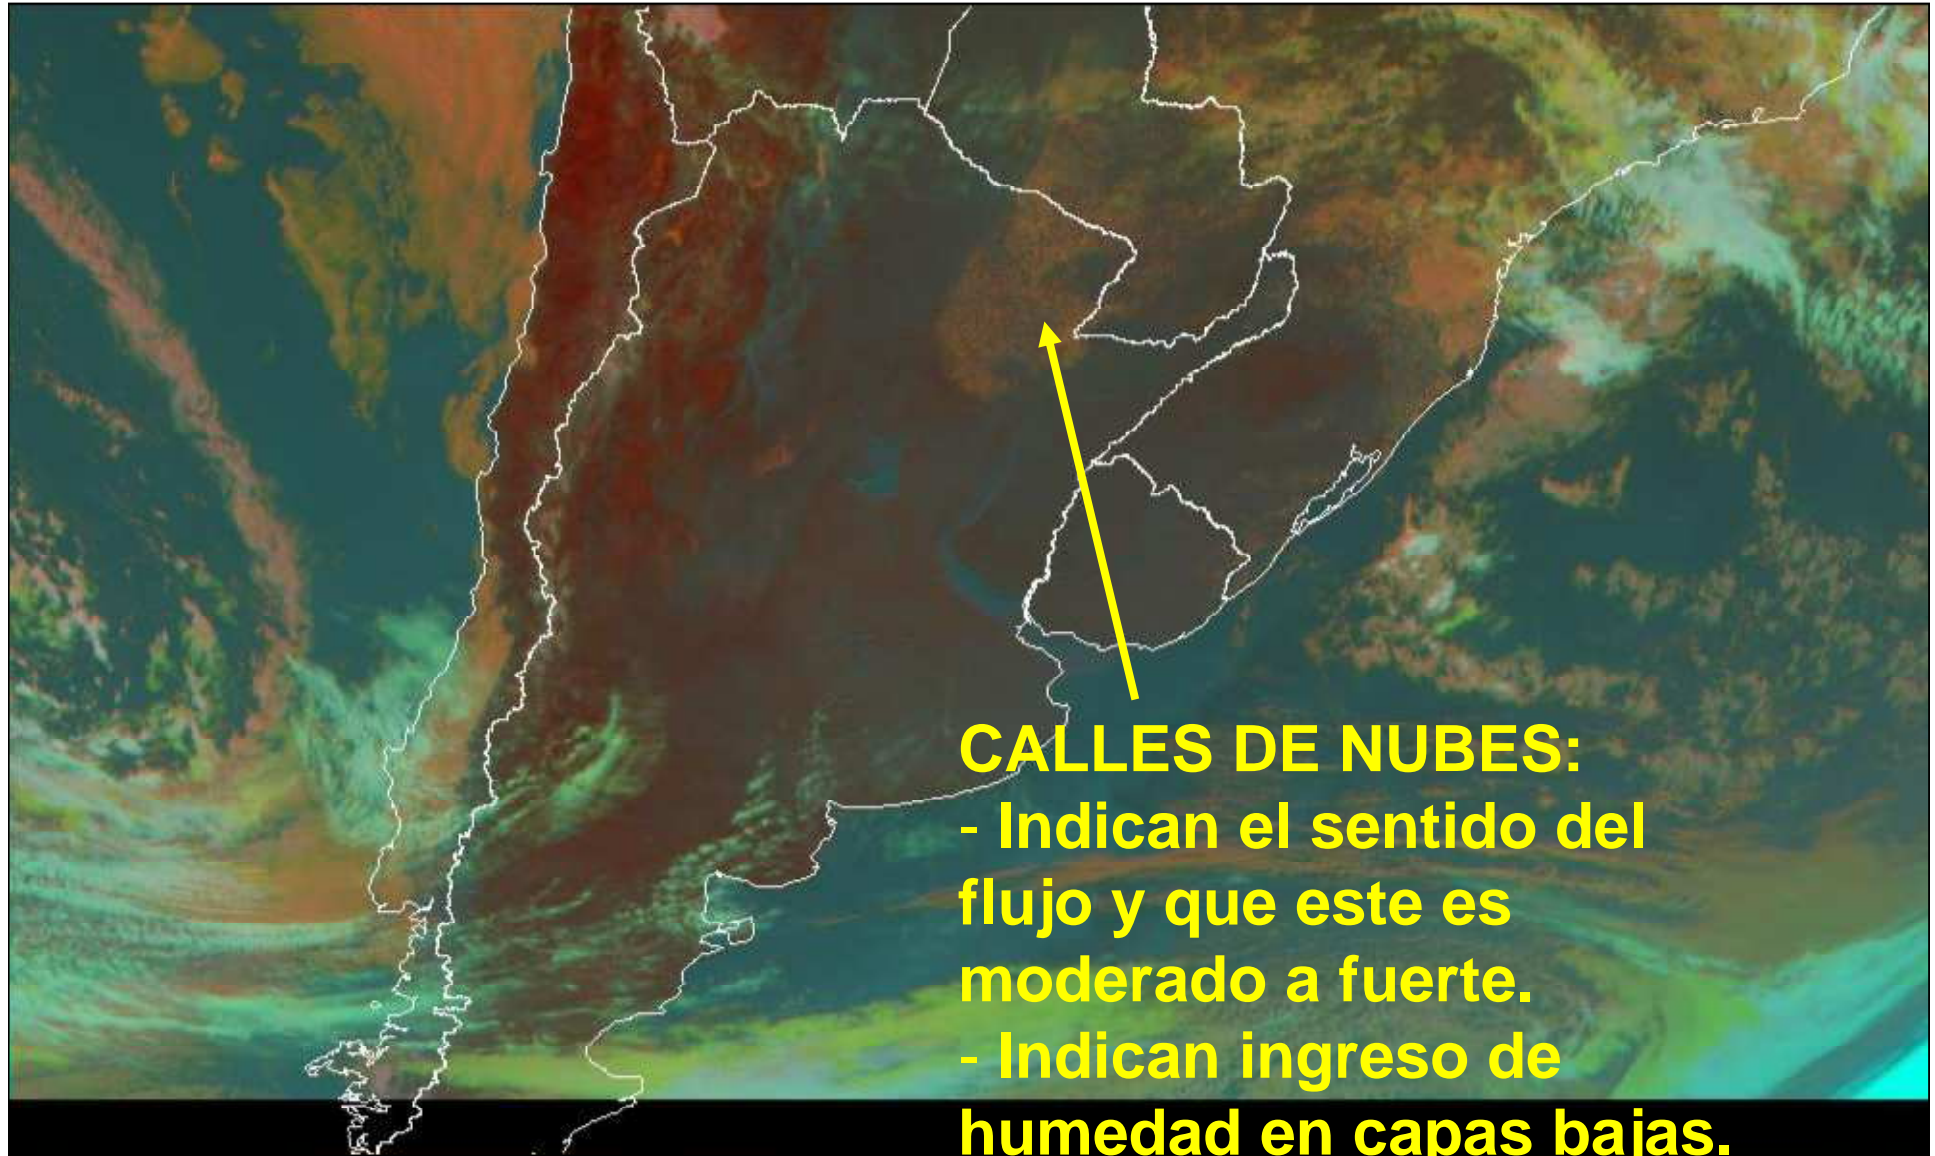 CALLES DE NUBES:
- Indican el sentido del
flujo y que este es
moderado a fuerte.
- Indican ingreso de
humedad en capas bajas.